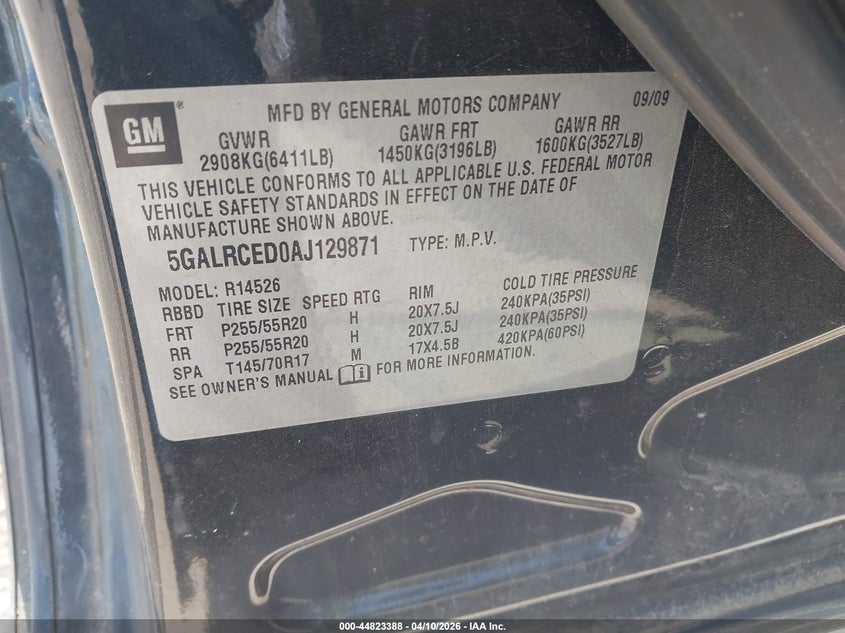 GM
MFD BY GENERAL MOTORS COMPANY 09/09
GVWR GAWR FRT GAWR RR
2908KG(6411LB) 1450KG(3196LB) 1600KG(3527LB)
THIS VEHICLE CONFORMS TO ALL APPLICABLE U.S. FEDERAL MOTOR
VEHICLE SAFETY STANDARDS IN EFFECT ON THE DATE OF
MANUFACTURE SHOWN ABOVE.
5GALRCED0AJ129871 TYPE: M.P.V.
MODEL: R14526
RBBD TIRE SIZE SPEED RTG RIM COLD TIRE PRESSURE
FRT P255/55R20 H 20X7.5J 240KPA(35PSI)
RR P255/55R20 H 20X7.5J 240KPA(35PSI)
SPA T145/70R17 M 17X4.5B 420KPA(60PSI)
SEE OWNER'S MANUAL FOR MORE INFORMATION.
000-44823388 - 04/10/2026 - IAA Inc.